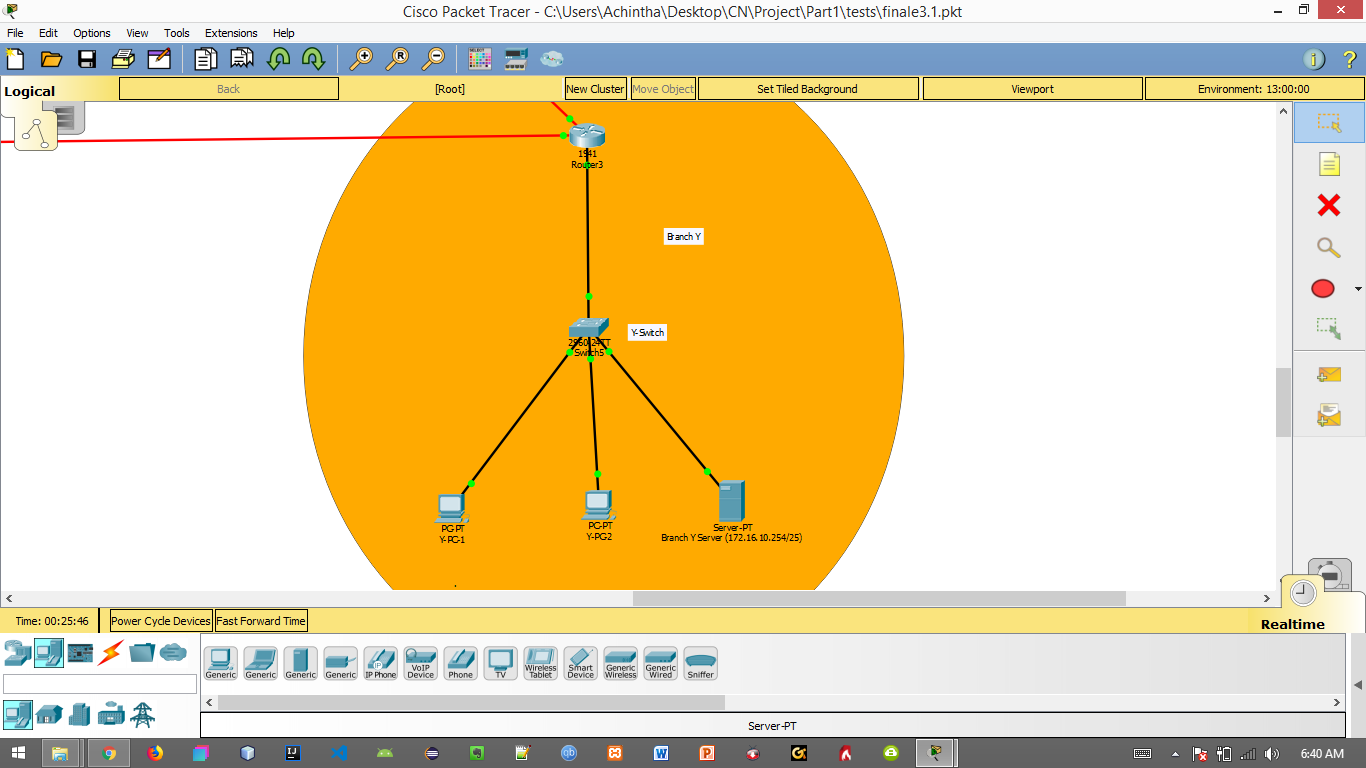 Cisco Packet Tracer - C:\Users\Achintha\Desktop\CN\Project\Part1\tests\finale3.1.pkt
File Edit Options View Tools Extensions Help
Logical Back [Root] New Cluster Move Object Set Tiled Background Viewport Environment: 13:00:00
1941
Router3
Branch Y
Y-Switch
2960-24TT
Switch5
PC-PT
Y-PC-1
PC-PT
Y-PC2
Server-PT
Branch Y Server (172.16.10.254/25)
Time: 00:25:46 Power Cycle Devices Fast Forward Time
Realtime
Generic Generic Generic Generic IP Phone VoIP Device Phone TV Wireless Tablet Smart Device Generic Wireless Generic Wired Sniffer
Server-PT
6:40 AM